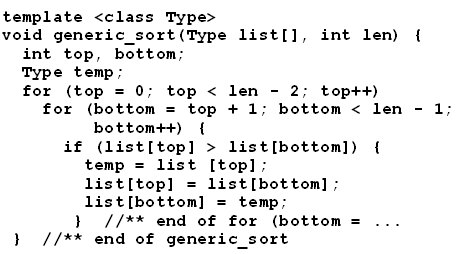 template <class Type>
void generic_sort(Type list[], int len) {
  int top, bottom;
  Type temp;
  for (top = 0; top < len - 2; top++)
    for (bottom = top + 1; bottom < len - 1;
         bottom++) {
      if (list[top] > list[bottom]) {
        temp = list [top];
        list[top] = list[bottom];
        list[bottom] = temp;
       }  //** end of for (bottom = ...
 }  //** end of generic_sort